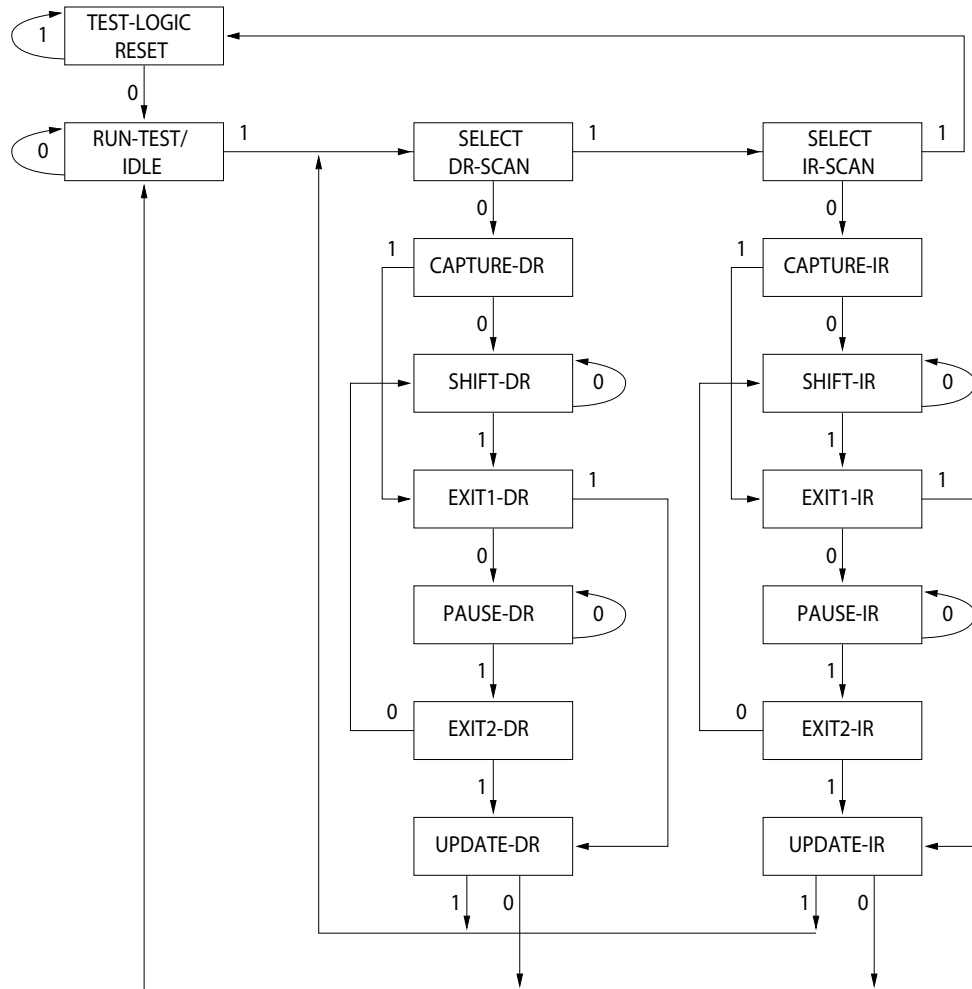 TEST-LOGIC
RESET
1
0
RUN-TEST/
IDLE
0
1
SELECT
DR-SCAN
1
SELECT
IR-SCAN
1
0
0
1
CAPTURE-DR
1
CAPTURE-IR
0
0
SHIFT-DR
0
SHIFT-IR
0
1
1
EXIT1-DR
1
EXIT1-IR
1
0
0
PAUSE-DR
0
PAUSE-IR
0
1
1
0
EXIT2-DR
0
EXIT2-IR
1
1
UPDATE-DR
UPDATE-IR
1
0
1
0